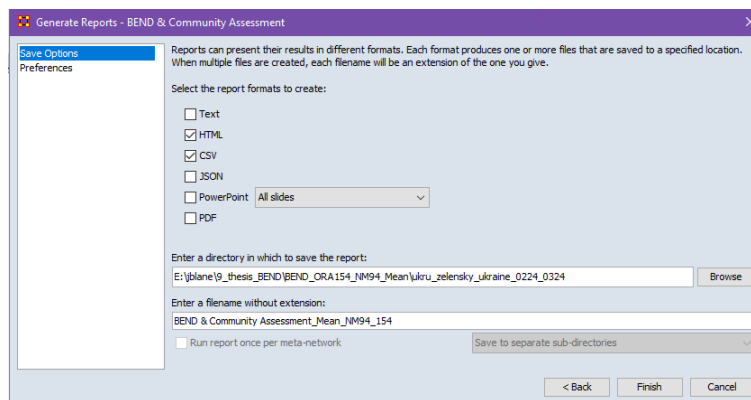 Generate Reports - BEND & Community Assessment
Save Options
Preferences
Reports can present their results in different formats. Each format produces one or more files that are saved to a specified location.
When multiple files are created, each filename will be an extension of the one you give.
Select the report formats to create:
Text
HTML
CSV
JSON
PowerPoint All slides
PDF
Enter a directory in which to save the report:
E:\jblane\9_thesis_BEND\BEND_ORA154_NM94_Mean\ukru_zelensky_ukraine_0224_0324 Browse
Enter a filename without extension:
BEND & Community Assessment_Mean_NM94_154
Run report once per meta-network Save to separate sub-directories
< Back Finish Cancel